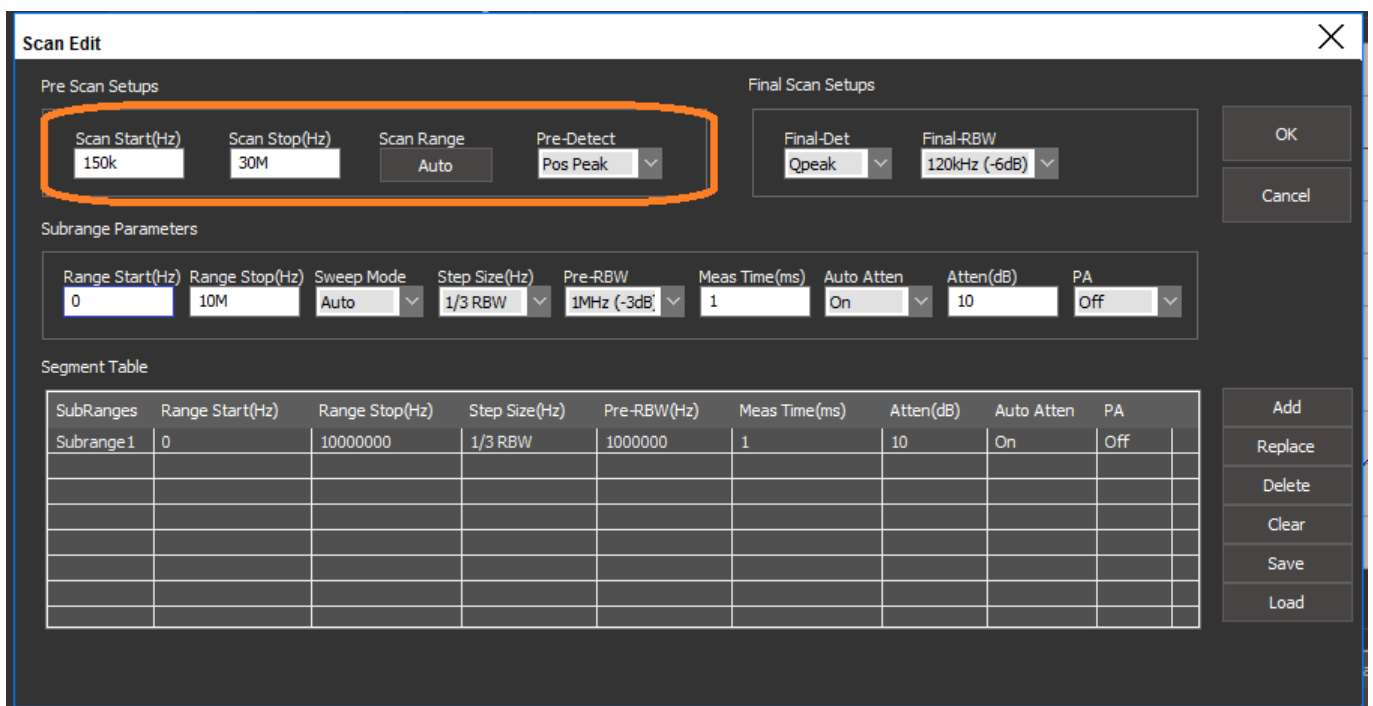 Scan Edit
Pre Scan Setups
Final Scan Setups
Scan Start(Hz) Scan Stop(Hz) Scan Range Pre-Detect
150k 30M Auto Pos Peak
Final-Det Final-RBW
Qpeak 120kHz (-6dB)
OK
Cancel
Subrange Parameters
Range Start(Hz) Range Stop(Hz) Sweep Mode Step Size(Hz) Pre-RBW Meas Time(ms) Auto Atten Atten(dB) PA
0 10M Auto 1/3 RBW 1MHz (-3dB) 1 On 10 Off
Segment Table
SubRanges Range Start(Hz) Range Stop(Hz) Step Size(Hz) Pre-RBW(Hz) Meas Time(ms) Atten(dB) Auto Atten PA
Subrange1 0 10000000 1/3 RBW 1000000 1 10 On Off
Add
Replace
Delete
Clear
Save
Load